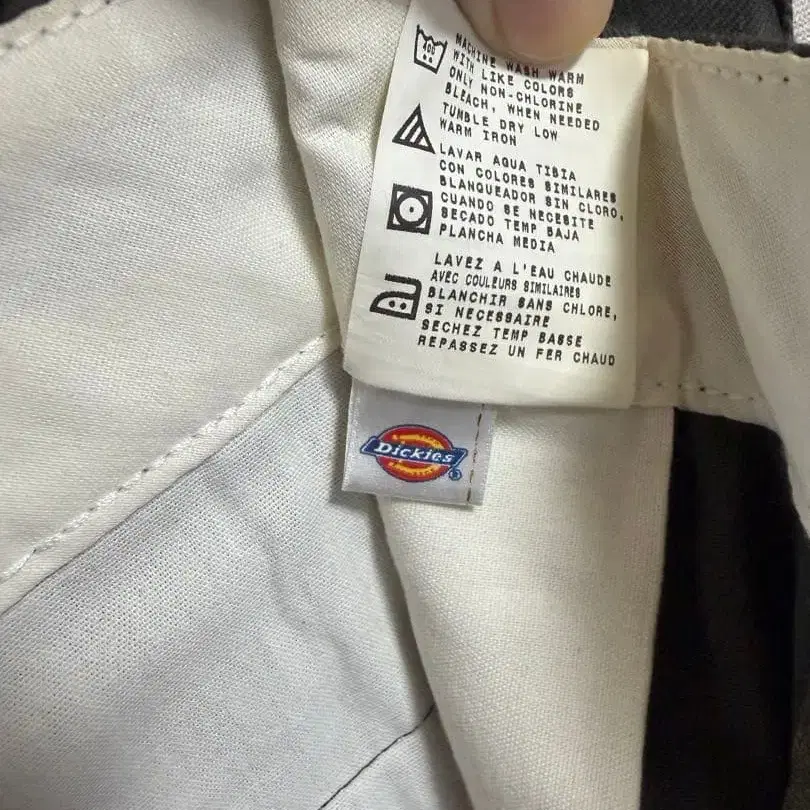 40C
MACHINE WASH WARM
WITH LIKE COLORS
ONLY NON-CHLORINE
BLEACH, WHEN NEEDED
TUMBLE DRY LOW
WARM IRON
LAVAR AQUA TIBIA
CON COLORES SIMILARES
BLANQUEADOR SIN CLORO,
CUANDO SE NECESITE
SECADO TEMP BAJA
PLANCHA MEDIA
LAVEZ A L'EAU CHAUDE
AVEC COULEURS SIMILAIRES
BLANCHIR SANS CHLORE,
SI NECESSAIRE
SECHEZ TEMP BASSE
REPASSEZ UN FER CHAUD
Dickies